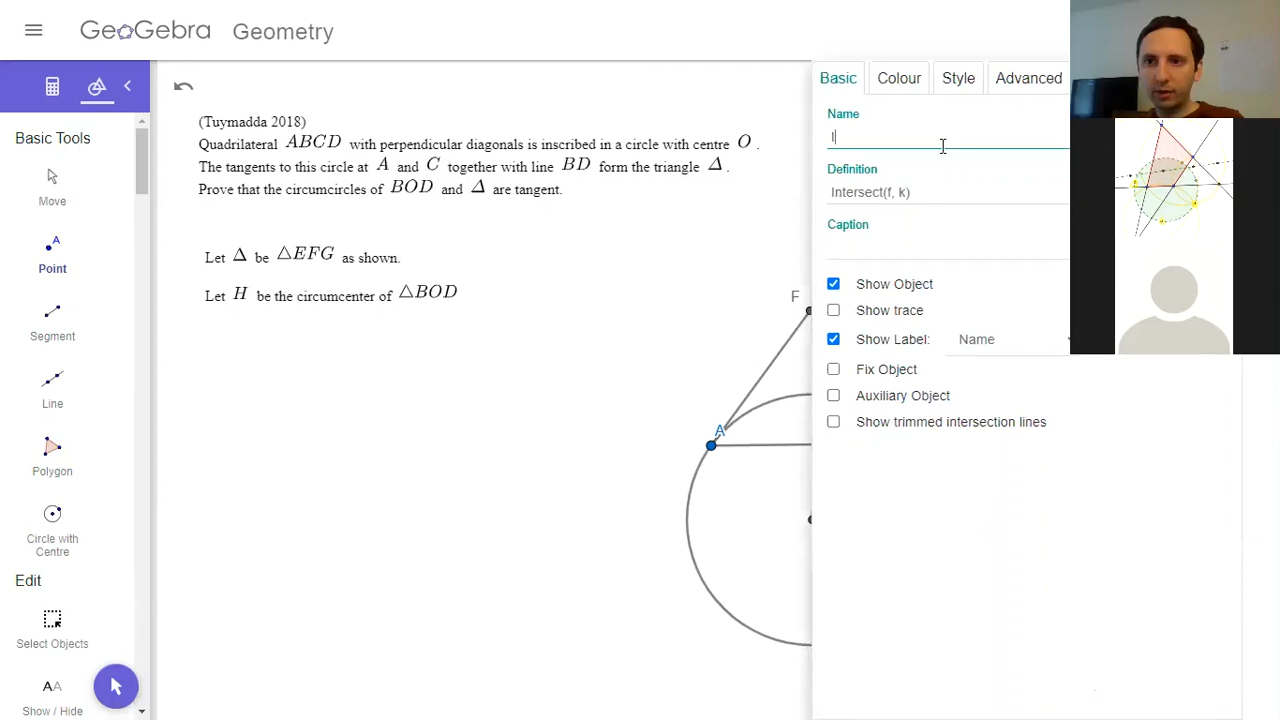 GeoGebra Geometry
Basic Colour Style Advanced
Basic Tools
Move
A
Point
Segment
Line
Polygon
Circle with
Centre
Edit
Select Objects
AA
Show / Hide
(Tuymadda 2018)
Quadrilateral ABCD with perpendicular diagonals is inscribed in a circle with centre O .
The tangents to this circle at A and C together with line BD form the triangle Δ .
Prove that the circumcircles of BOD and Δ are tangent.
Let Δ be △EFG as shown.
Let H be the circumcenter of △BOD
F
A
Name
I
Definition
Intersect(f, k)
Caption
Show Object
Show trace
Show Label: Name
Fix Object
Auxiliary Object
Show trimmed intersection lines